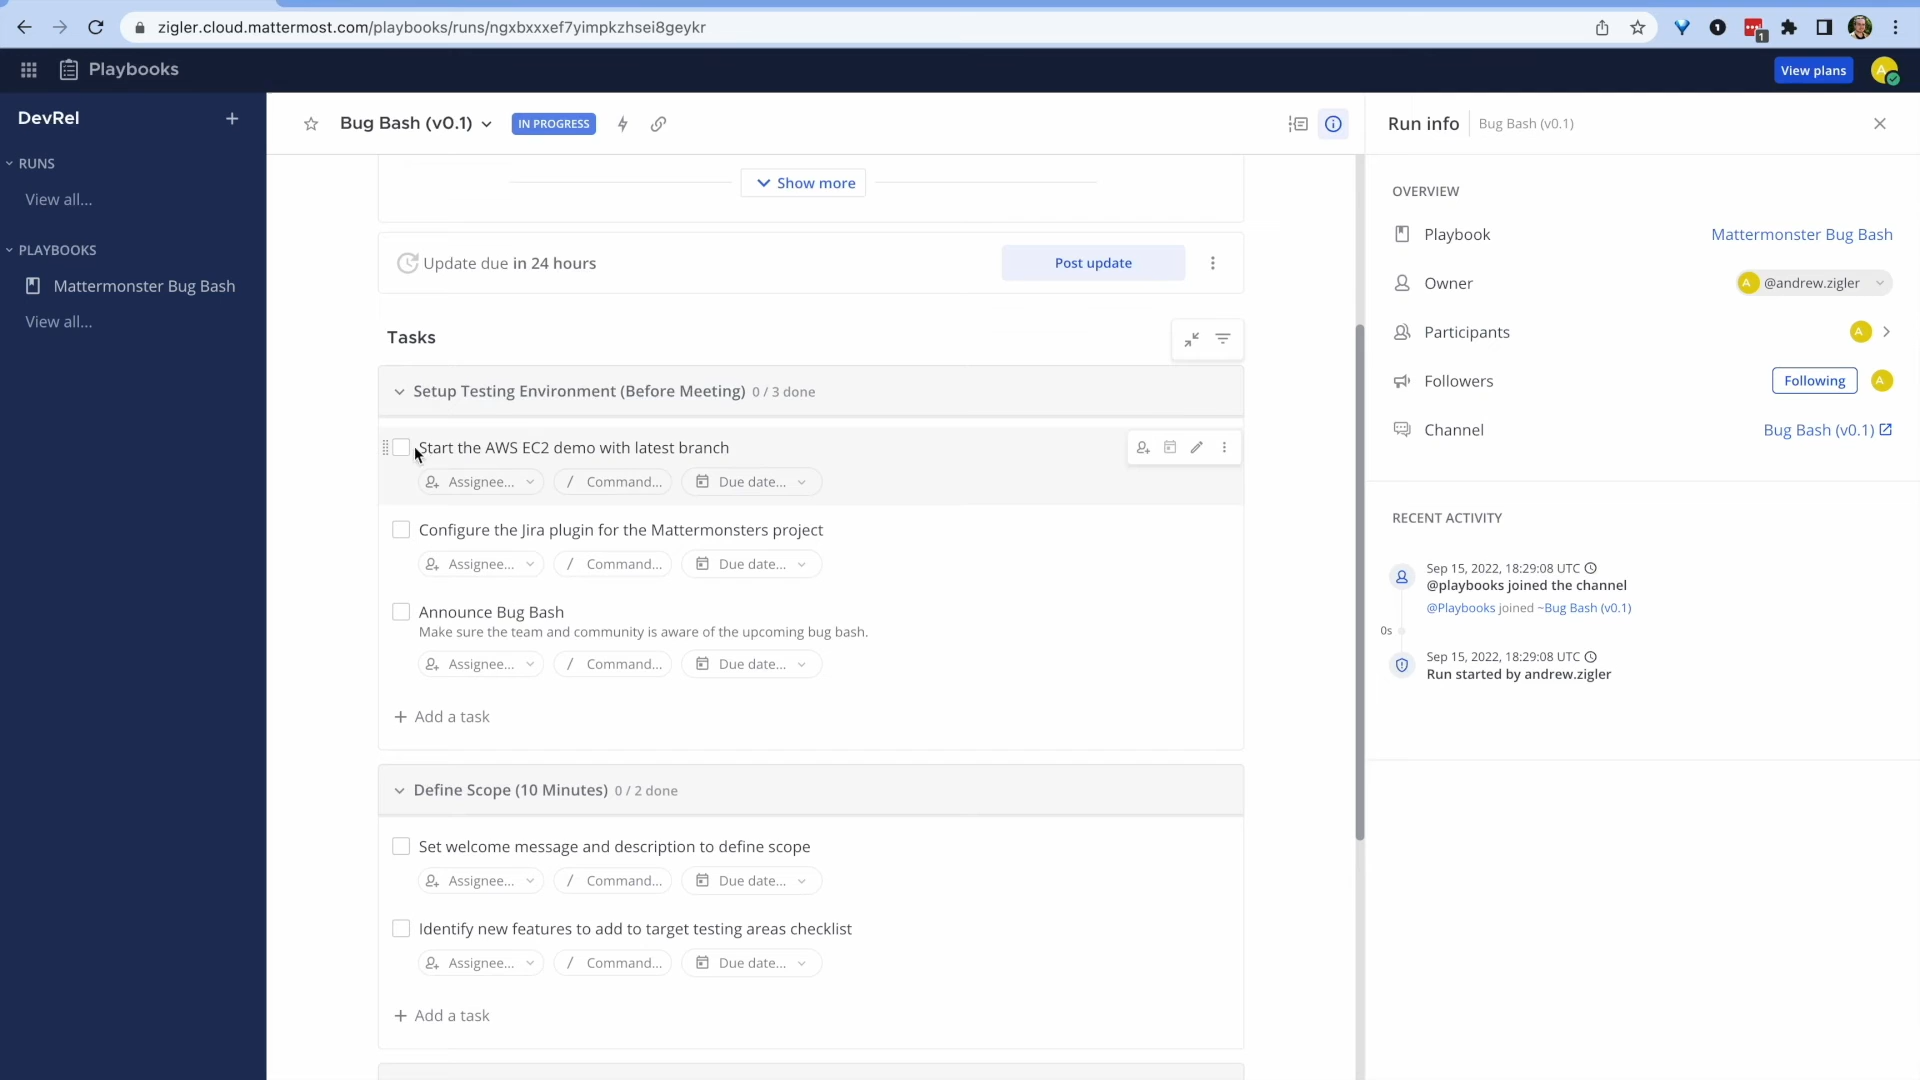 zigler.cloud.mattermost.com/playbooks/runs/ngxbxxxef7yimpkzhsei8geykr
1
1
Playbooks
View plans
A
DevRel
RUNS
View all...
PLAYBOOKS
Mattermonster Bug Bash
View all...
Bug Bash (v0.1)
IN PROGRESS
Show more
Update due in 24 hours
Post update
Tasks
Setup Testing Environment (Before Meeting) 0 / 3 done
Start the AWS EC2 demo with latest branch
Assignee... / Command... Due date...
Configure the Jira plugin for the Mattermonsters project
Assignee... / Command... Due date...
Announce Bug Bash
Make sure the team and community is aware of the upcoming bug bash.
Assignee... / Command... Due date...
+ Add a task
Define Scope (10 Minutes) 0 / 2 done
Set welcome message and description to define scope
Assignee... / Command... Due date...
Identify new features to add to target testing areas checklist
Assignee... / Command... Due date...
+ Add a task
Run info Bug Bash (v0.1)
OVERVIEW
Playbook Mattermonster Bug Bash
Owner A @andrew.zigler
Participants A
Followers Following A
Channel Bug Bash (v0.1)
RECENT ACTIVITY
Sep 15, 2022, 18:29:08 UTC
@playbooks joined the channel
@Playbooks joined ~Bug Bash (v0.1)
0s
Sep 15, 2022, 18:29:08 UTC
Run started by andrew.zigler